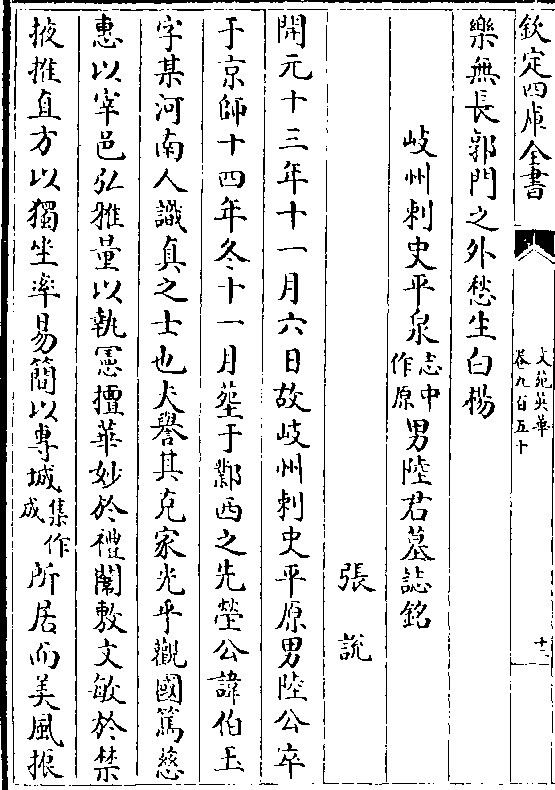 欽定四庫全書
文苑英華
卷九百五十
十二
樂無長郭門之外愁生白楊
岐州刺史平泉志中作原男陸君墓誌銘
張說
開元十三年十一月六日故岐州刺史平原男陸公卒
于京師十四年冬十一月葬于鄴西之先塋公諱伯玉
字某河南人識真之士也夫譽其克家光乎觀國篤慈
惠以宰邑弘雅量以執憲擅華妙於禮闈敷文敏於禁
掖推直方以獨坐率易簡以專城集作成所居而美風振